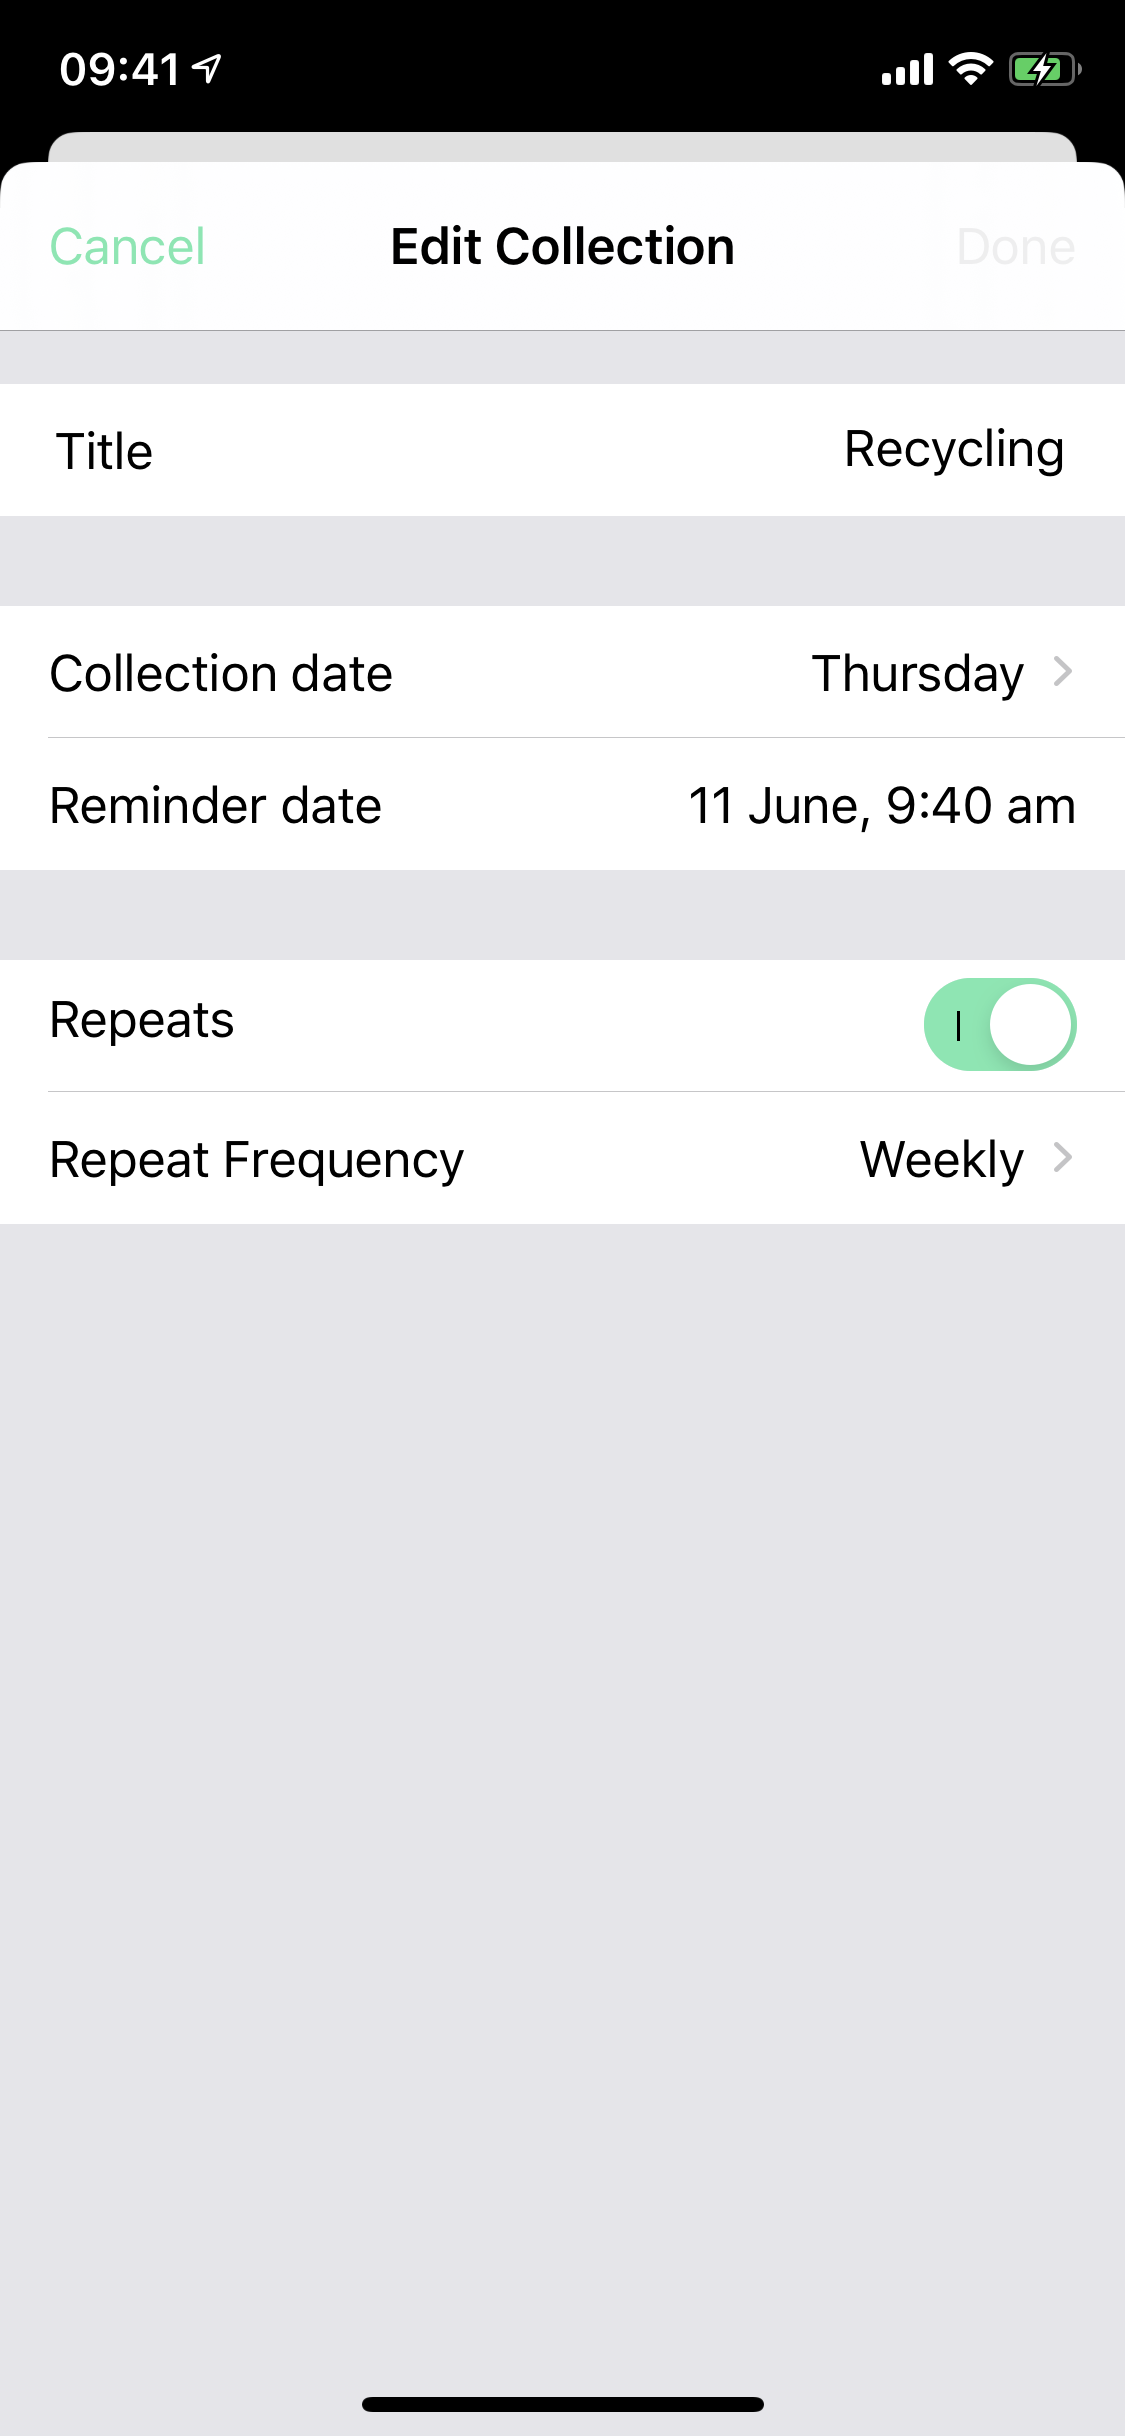 09:41
Cancel Edit Collection Done
Title Recycling
Collection date Thursday
Reminder date 11 June, 9:40 am
Repeats
Repeat Frequency Weekly